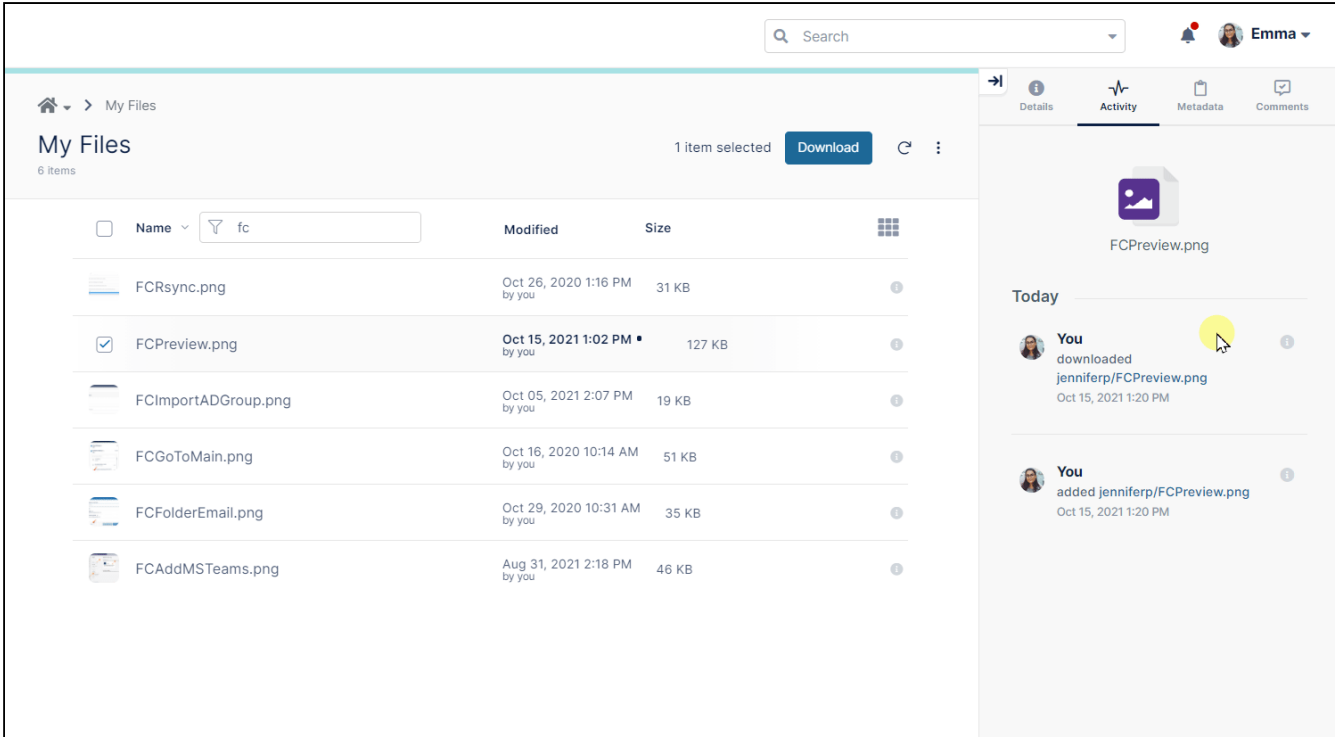 Search
Emma
My Files
My Files
6 items
1 item selected
Download
Name
fc
Modified
Size
FCRsync.png
Oct 26, 2020 1:16 PM
by you
31 KB
FCPreview.png
Oct 15, 2021 1:02 PM
by you
127 KB
FCImportADGroup.png
Oct 05, 2021 2:07 PM
by you
19 KB
FCGoToMain.png
Oct 16, 2020 10:14 AM
by you
51 KB
FCFolderEmail.png
Oct 29, 2020 10:31 AM
by you
35 KB
FCAddMSTeams.png
Aug 31, 2021 2:18 PM
by you
46 KB
Details
Activity
Metadata
Comments
FCPreview.png
Today
You
downloaded
jenniferp/FCPreview.png
Oct 15, 2021 1:20 PM
You
added jenniferp/FCPreview.png
Oct 15, 2021 1:20 PM